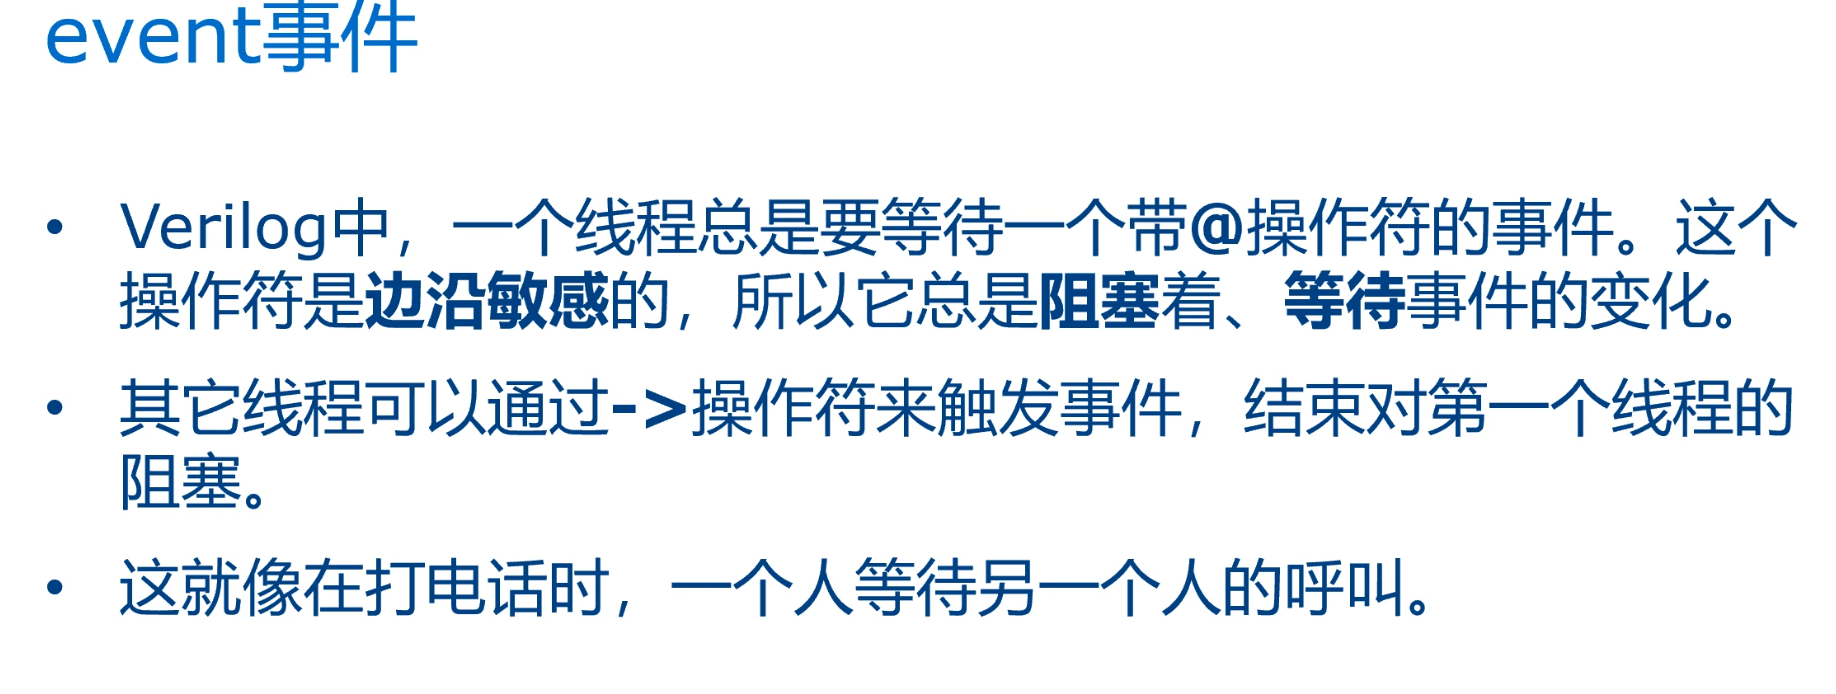 event事件
• Verilog中，一个线程总是要等待一个带@操作符的事件。这个
操作符是边沿敏感的，所以它总是阻塞着、等待事件的变化。
• 其它线程可以通过->操作符来触发事件，结束对第一个线程的
阻塞。
• 这就像在打电话时，一个人等待另一个人的呼叫。